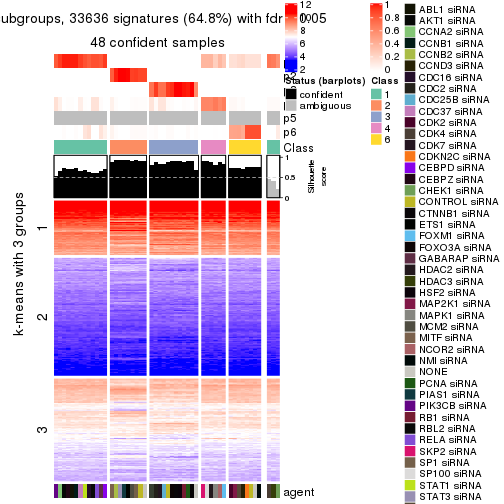 ubgroups, 33636 signatures (64.8%) with fdr
0.05
48 confident samples
p5
p6
Class
1
0.5
0
Silhouette
score
k-means with 3 groups
1
2
3
agent
12
10
8
6
4
2
Status (barplots)
confident
ambiguous
1
0.8
0.6
0.4
0.2
0
Class
1
2
3
4
6
ABL1 siRNA
AKT1 siRNA
CCNA2 siRNA
CCNB1 siRNA
CCNB2 siRNA
CCND3 siRNA
CDC16 siRNA
CDC2 siRNA
CDC25B siRNA
CDC37 siRNA
CDK2 siRNA
CDK4 siRNA
CDK7 siRNA
CDKN2C siRNA
CEBPD siRNA
CEBPZ siRNA
CHEK1 siRNA
CONTROL siRNA
CTNNB1 siRNA
ETS1 siRNA
FOXM1 siRNA
FOXO3A siRNA
GABARAP siRNA
HDAC2 siRNA
HDAC3 siRNA
HSF2 siRNA
MAP2K1 siRNA
MAPK1 siRNA
MCM2 siRNA
MITF siRNA
NCOR2 siRNA
NMI siRNA
NONE
PCNA siRNA
PIAS1 siRNA
PIK3CB siRNA
RB1 siRNA
RBL2 siRNA
RELA siRNA
SKP2 siRNA
SP1 siRNA
SP100 siRNA
STAT1 siRNA
STAT3 siRNA